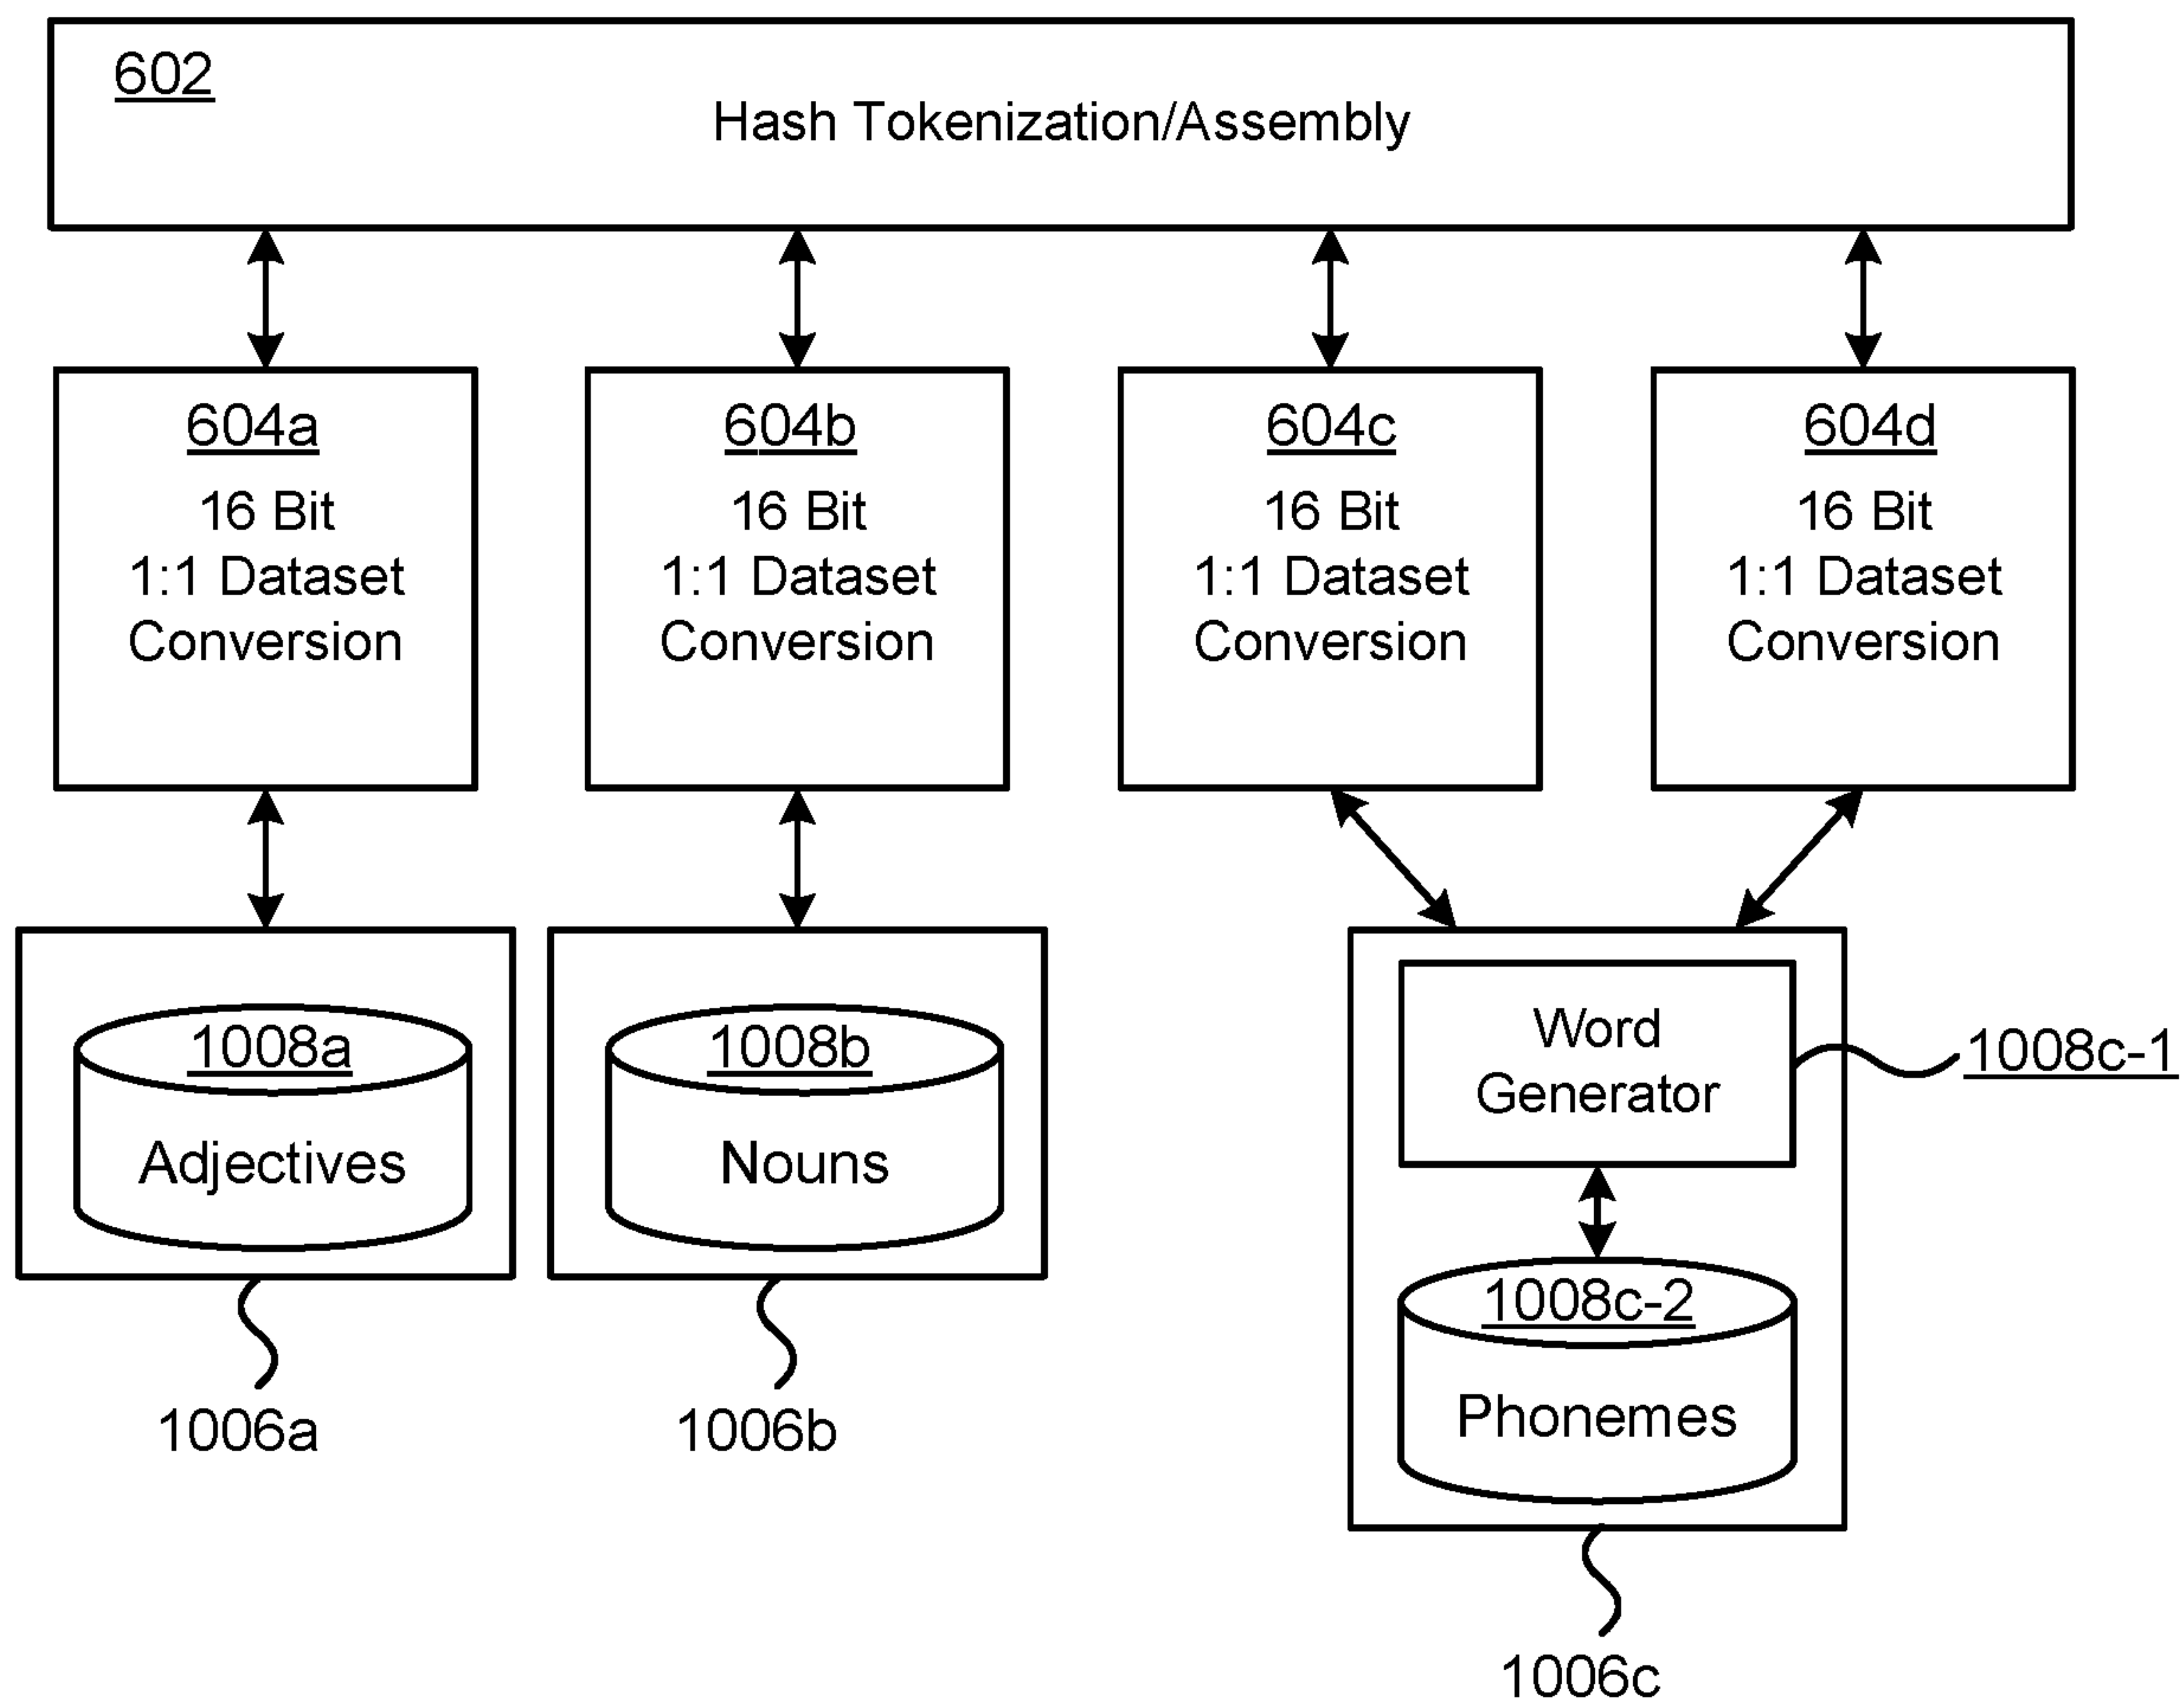 602
Hash Tokenization/Assembly
604a
16 Bit
1:1 Dataset
Conversion
604b
16 Bit
1:1 Dataset
Conversion
604c
16 Bit
1:1 Dataset
Conversion
604d
16 Bit
1:1 Dataset
Conversion
1008a
Adjectives
1006a
1008b
Nouns
1006b
Word
Generator
1008c-1
1008c-2
Phonemes
1006c